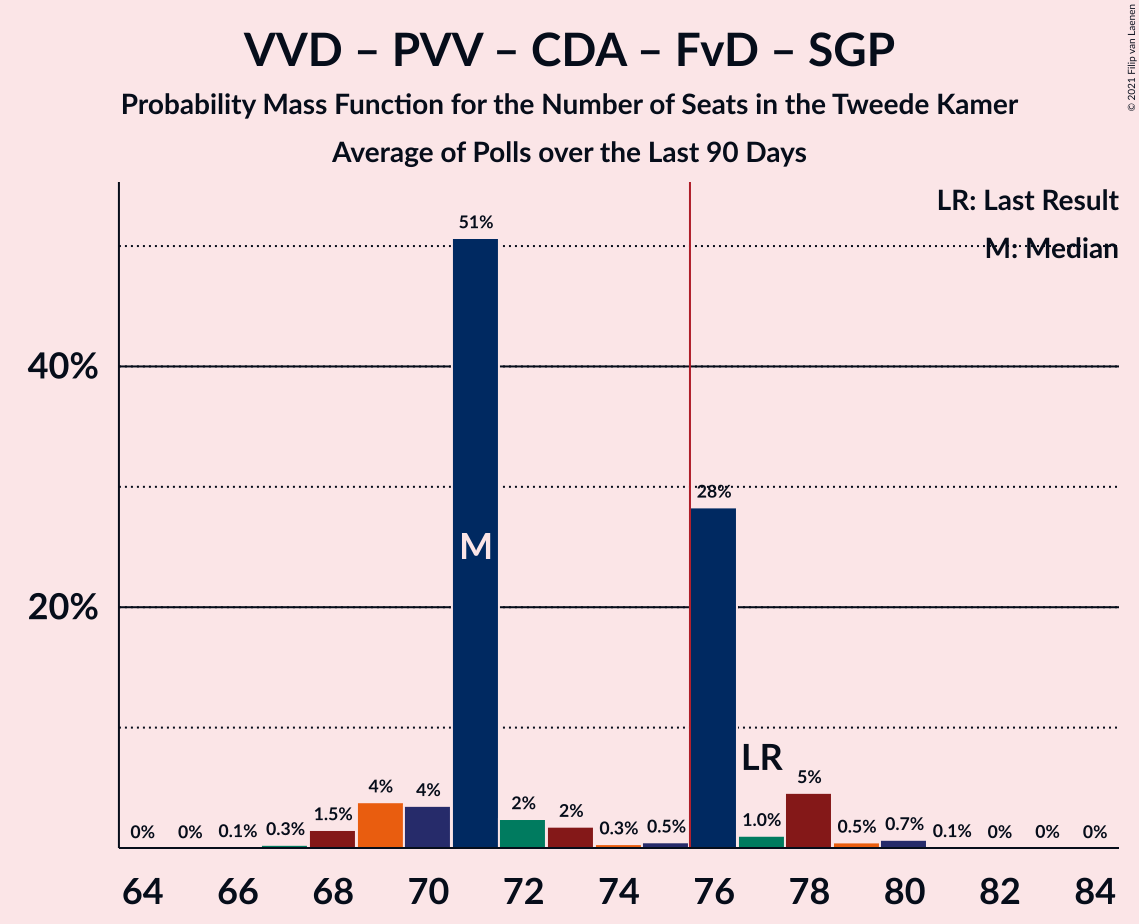 VVD – PVV – CDA – FvD – SGP
Probability Mass Function for the Number of Seats in the Tweede Kamer
Average of Polls over the Last 90 Days
© 2021 Filip van Laenen
LR: Last Result
M: Median
40%
20%
0%
0%
0.1%
0.3%
1.5%
4%
4%
51%
2%
2%
0.3%
0.5%
28%
1.0%
5%
0.5%
0.7%
0.1%
0%
0%
0%
M
LR
64 66 68 70 72 74 76 78 80 82 84